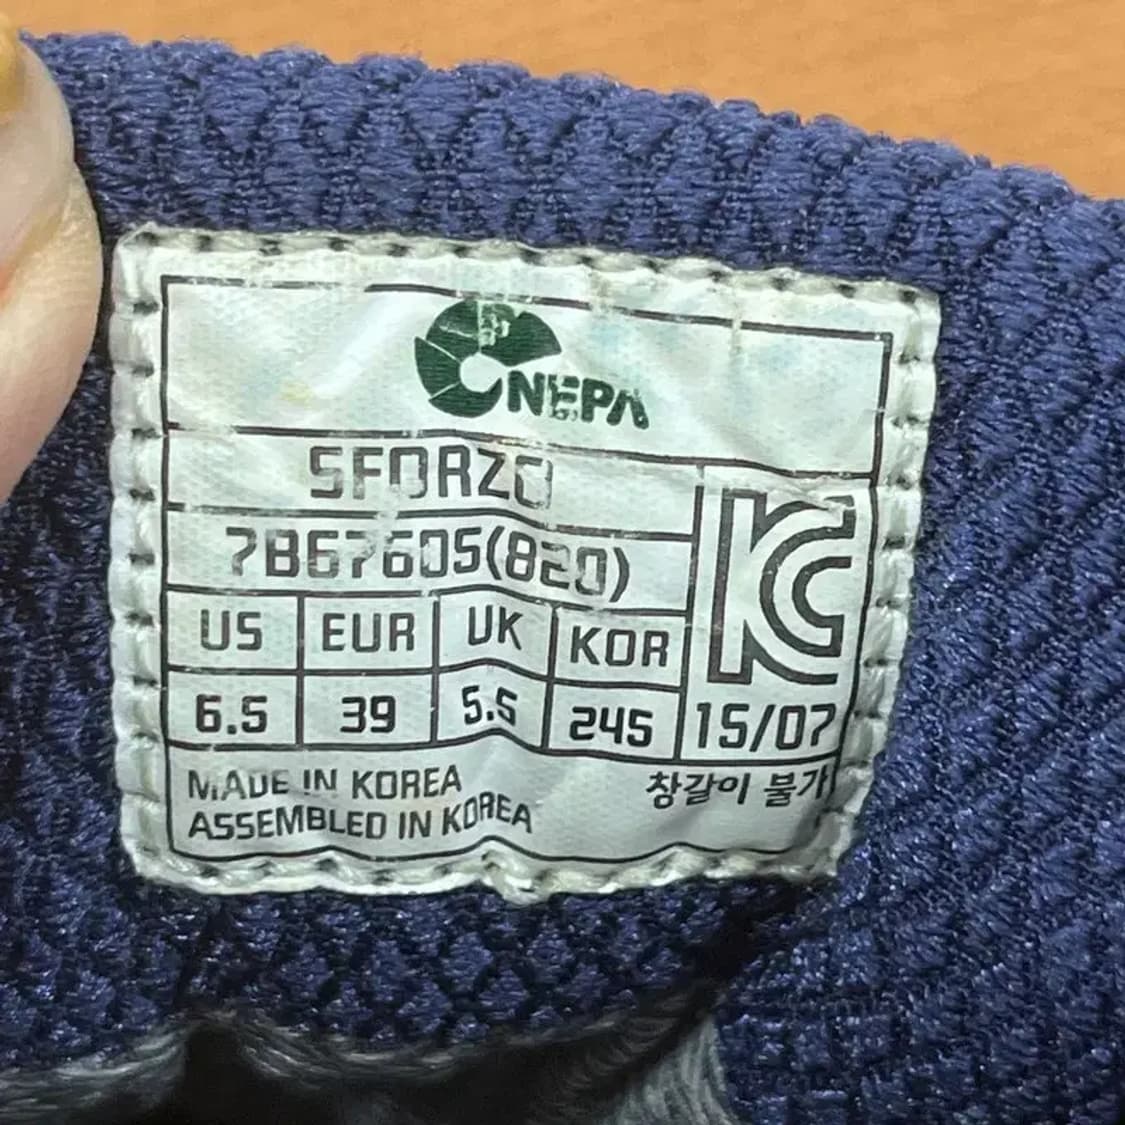 NEPA
SFORZO
7B67605(820)
US EUR UK KOR
6.5 39 5.5 245 15/07
MADE IN KOREA
ASSEMBLED IN KOREA
창갈이 불가